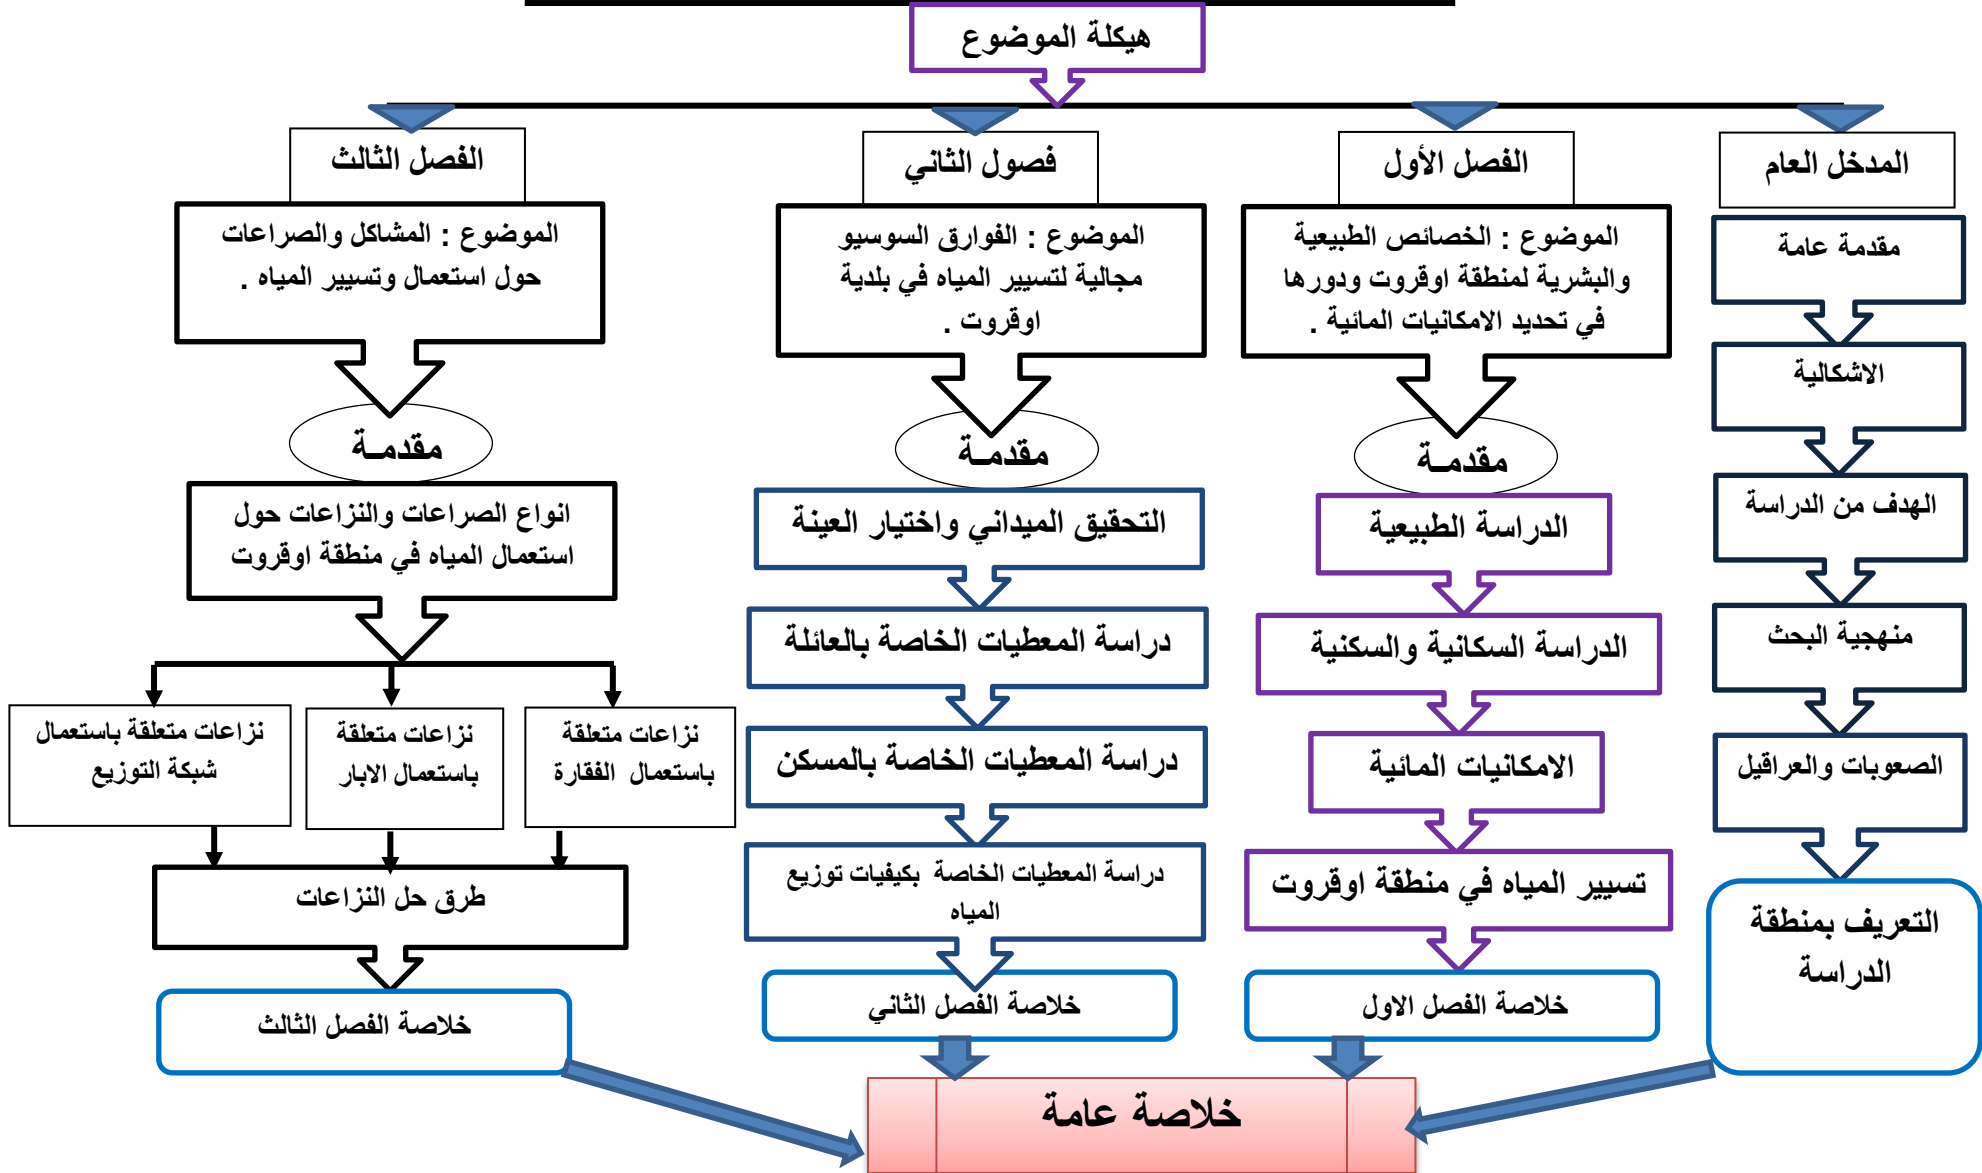 هيكلة الموضوع
المدخل العام
مقدمة عامة
الاشكالية
الهدف من الدراسة
منهجية البحث
الصعوبات والعراقيل
التعريف بمنطقة
الدراسة
الفصل الأول
الموضوع : الخصائص الطبيعية
والبشرية لمنطقة اوقروت ودورها
في تحديد الامكانيات المائية .
مقدمـة
الدراسة الطبيعية
الدراسة السكانية والسكنية
الامكانيات المائية
تسيير المياه في منطقة اوقروت
خلاصة الفصل الاول
فصول الثاني
الموضوع : الفوارق السوسيو
مجالية لتسيير المياه في بلدية
اوقروت .
مقدمـة
التحقيق الميداني واختيار العينة
دراسة المعطيات الخاصة بالعائلة
دراسة المعطيات الخاصة بالمسكن
دراسة المعطيات الخاصة بكيفيات توزيع
المياه
خلاصة الفصل الثاني
الفصل الثالث
الموضوع : المشاكل والصراعات
حول استعمال وتسيير المياه .
مقدمـة
انواع الصراعات والنزاعات حول
استعمال المياه في منطقة اوقروت
نزاعات متعلقة
باستعمال الفقارة
نزاعات متعلقة
باستعمال الابار
نزاعات متعلقة باستعمال
شبكة التوزيع
طرق حل النزاعات
خلاصة الفصل الثالث
خلاصة عامة